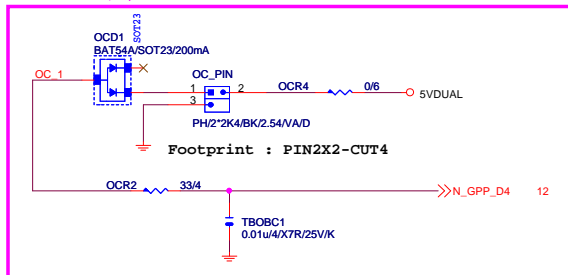 OCD1
SOT23
BAT54A/SOT23/200mA
OC_1
OC_PIN
1
2
3
OCR4
0/6
5VDUAL
PH/2*2K4/BK/2.54/VA/D
Footprint : PIN2X2-CUT4
OCR2
33/4
N_GPP_D4
12
TBOBC1
0.01u/4/X7R/25V/K